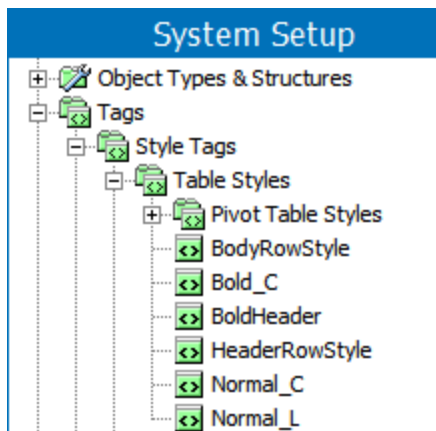 System Setup
Object Types & Structures
Tags
Style Tags
Table Styles
Pivot Table Styles
BodyRowStyle
Bold_C
BoldHeader
HeaderRowStyle
Normal_C
Normal_L